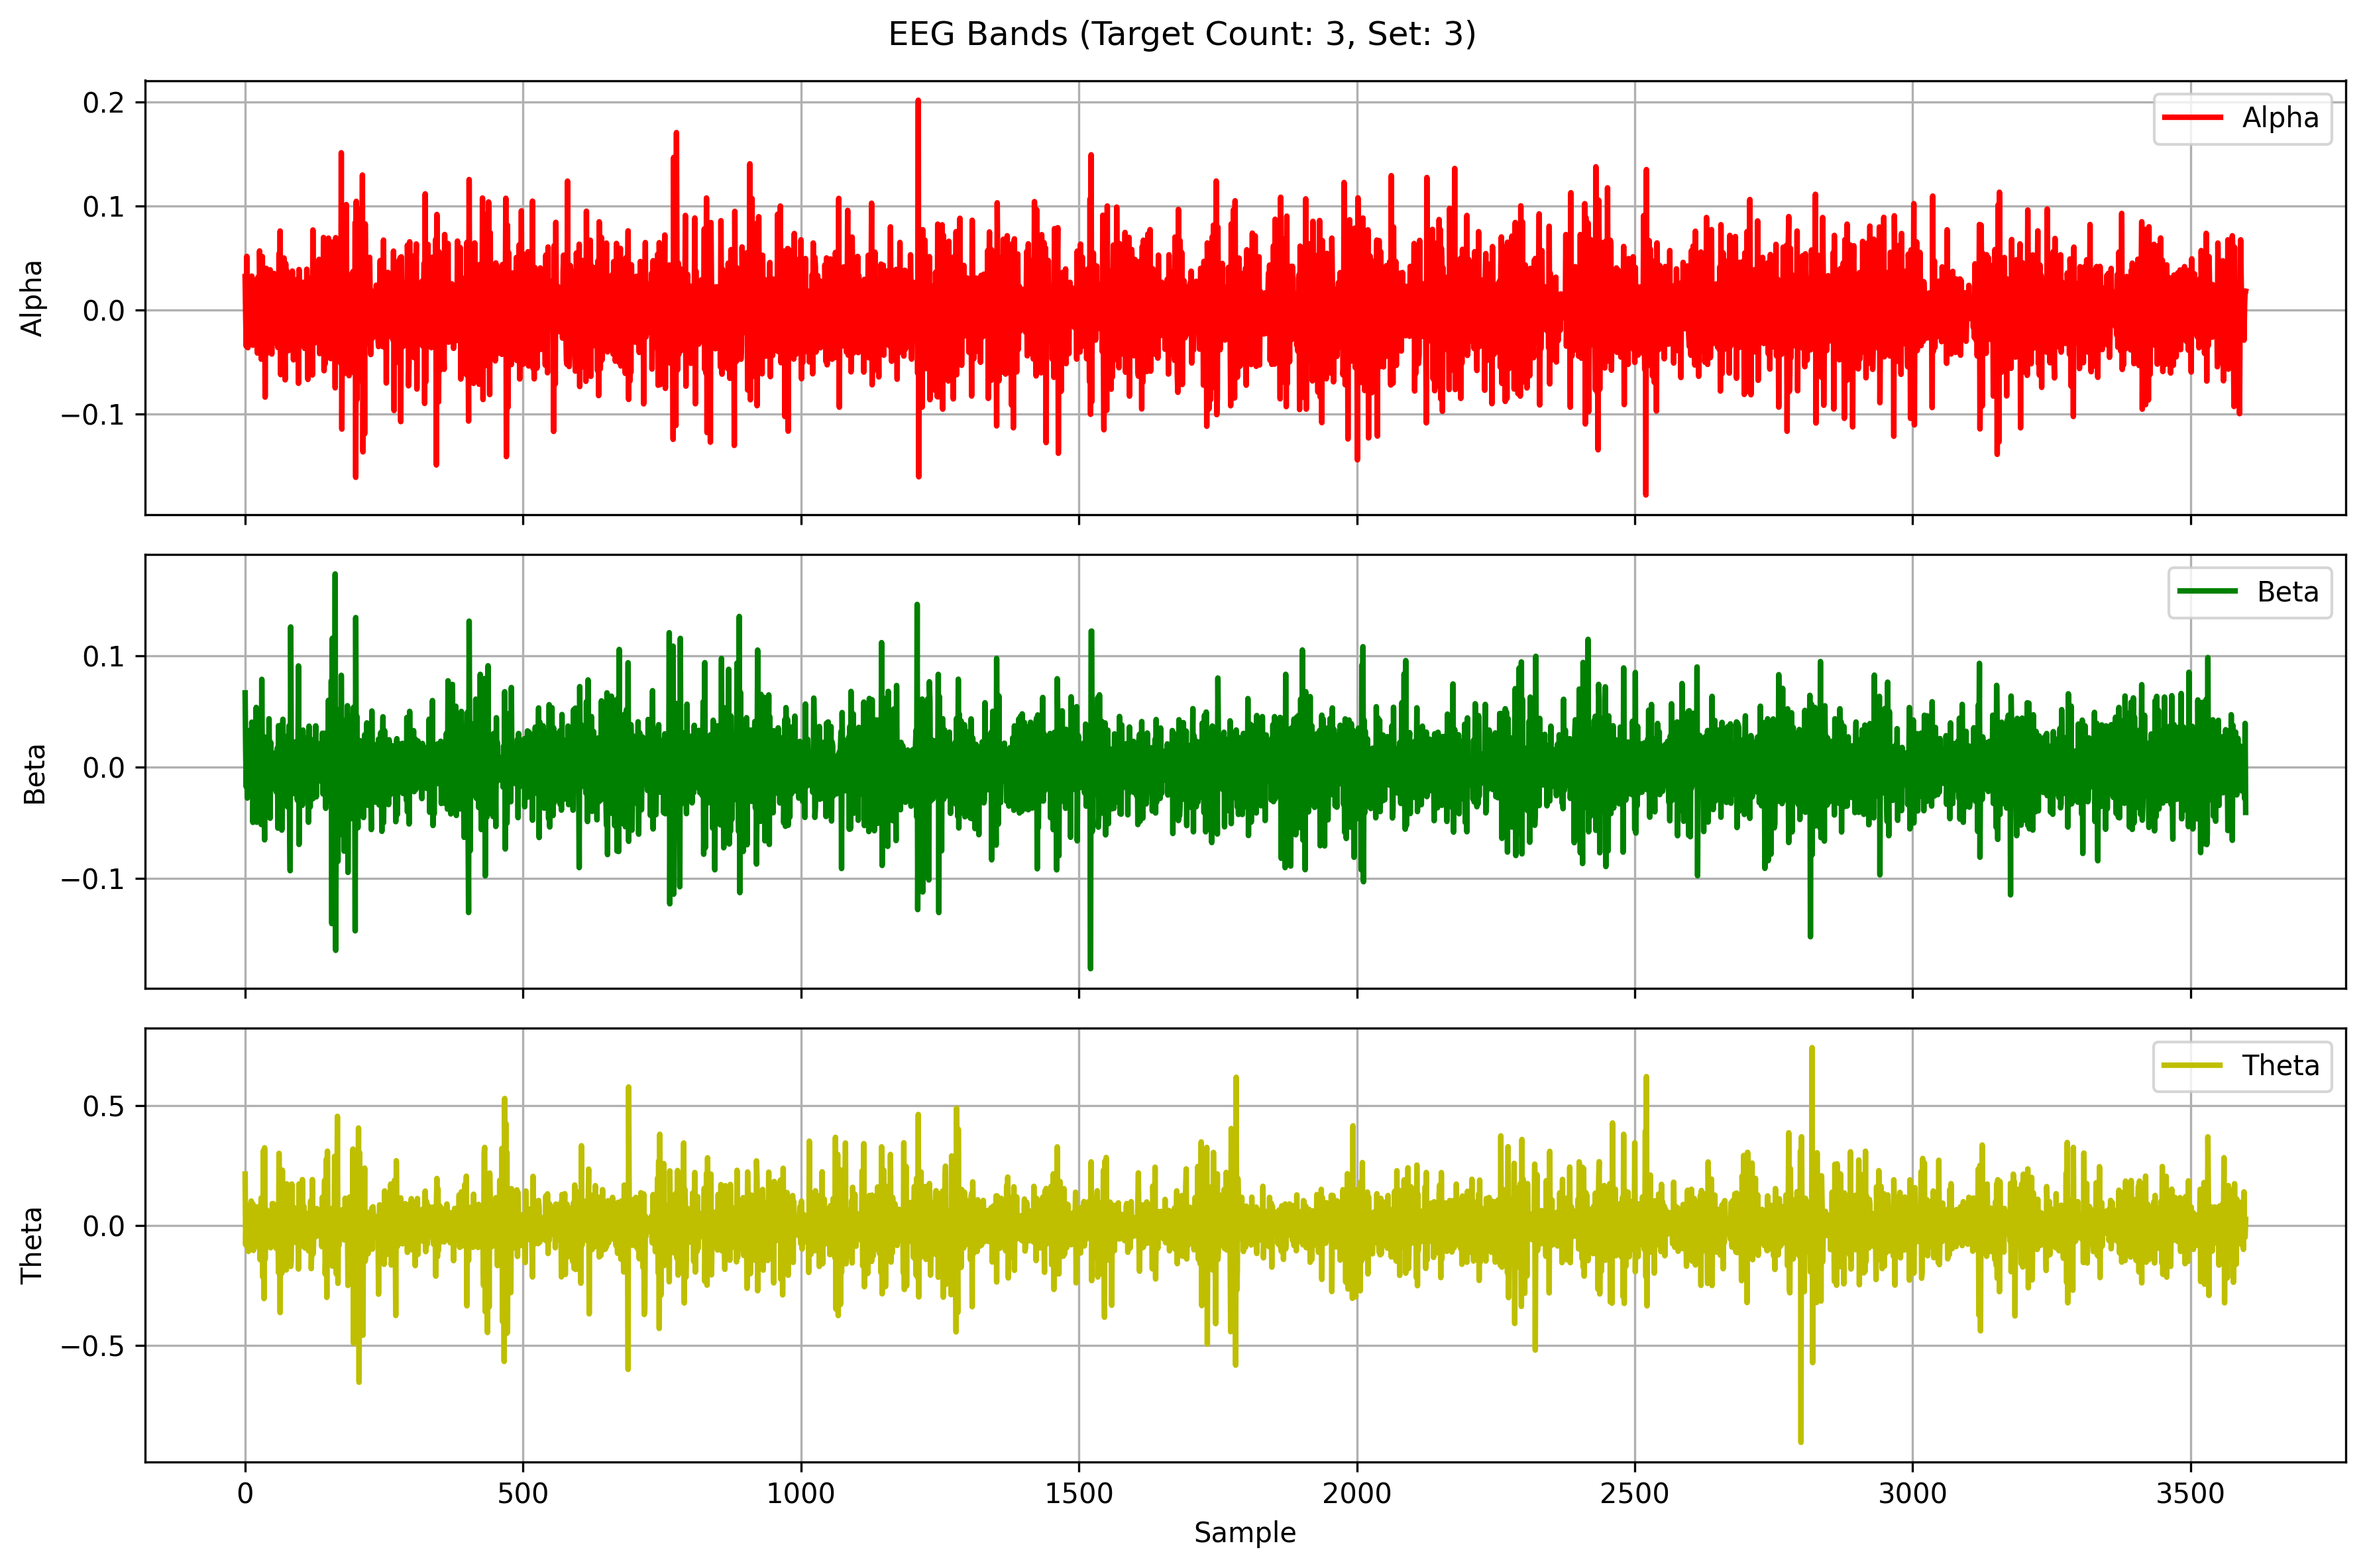 EEG Bands (Target Count: 3, Set: 3)
Alpha
0.2
0.1
0.0
−0.1
Alpha
Beta
0.1
0.0
−0.1
Beta
Theta
0.5
0.0
−0.5
Theta
0 500 1000 1500 2000 2500 3000 3500
Sample